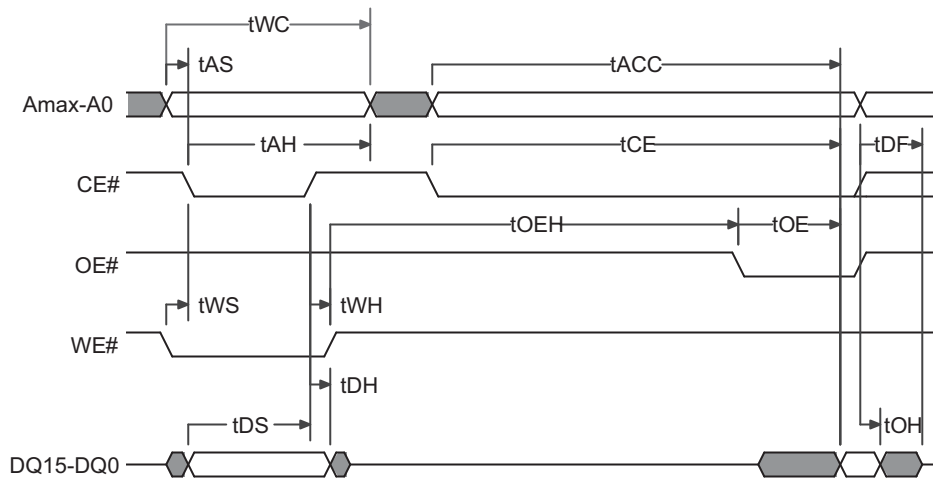 tWC
tAS
tACC
Amax-A0
tAH
tCE
tDF
CE#
tOEH
tOE
OE#
tWS
tWH
WE#
tDH
tDS
tOH
DQ15-DQ0